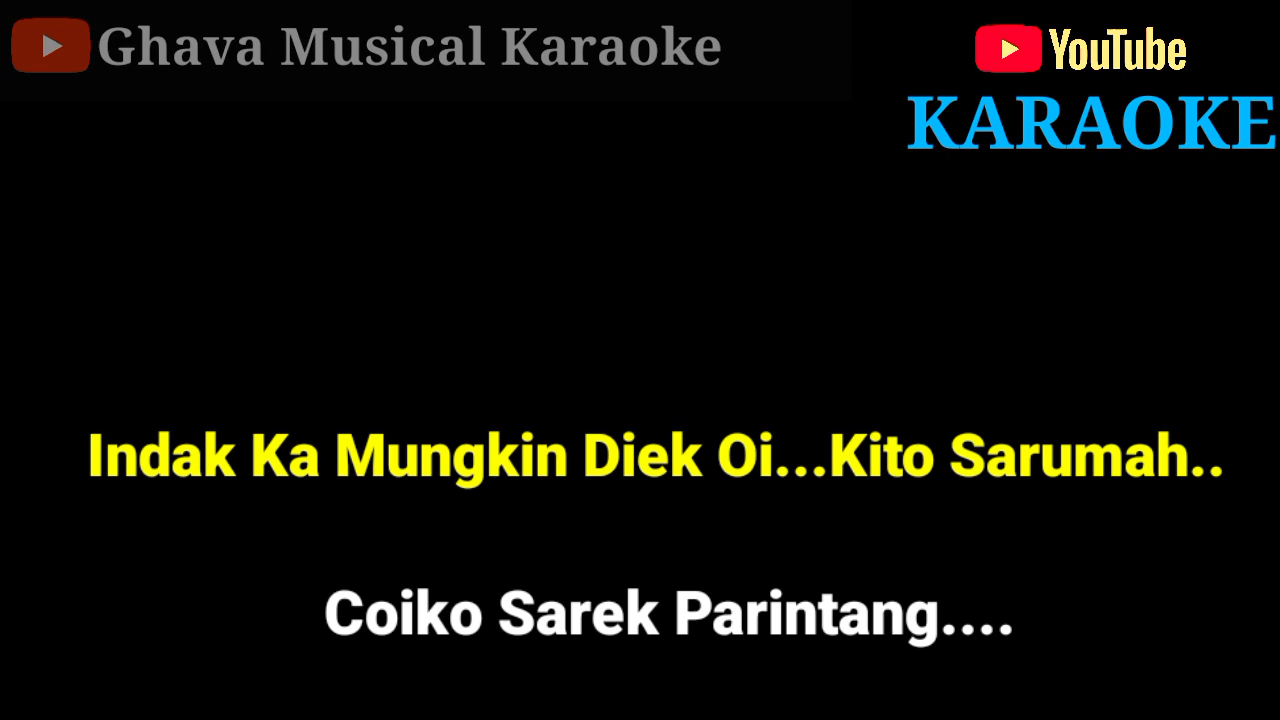 Ghava Musical Karaoke
YouTube
KARAOKE
Indak Ka Mungkin Diek Oi...Kito Sarumah..
Coiko Sarek Parintang....